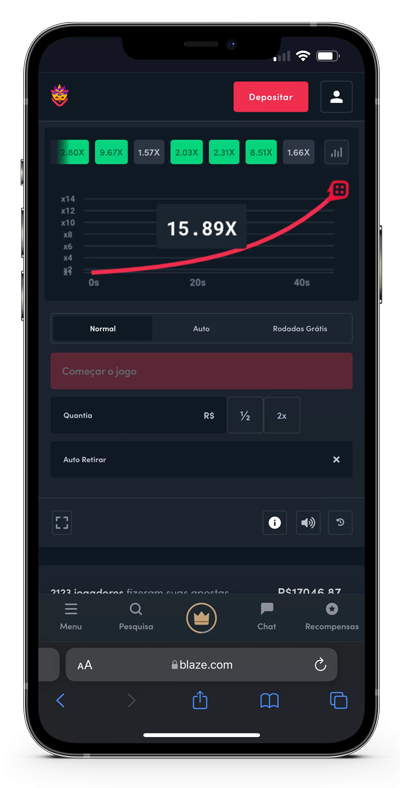 Depositar
2.80X 9.67X 1.57X 2.03X 2.31X 8.51X 1.66X
x14
x12
x10
x8
x6
x4
x2
15.89X
0s 20s 40s
Normal Auto Rodadas Grátis
Começar o jogo
Quantia R$ ½ 2x
Auto Retirar ×
2123 jogadores fizeram suas apostas R$17046.87
Menu Pesquisa Chat Recompensas
AA blaze.com